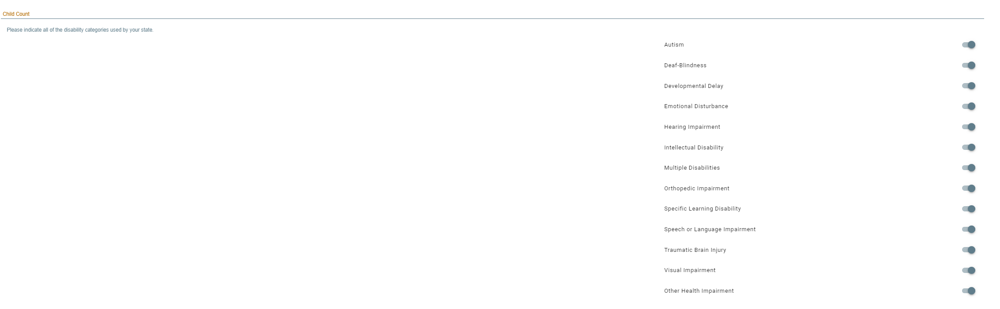 Child Count
Please indicate all of the disability categories used by your state.
Autism
Deaf-Blindness
Developmental Delay
Emotional Disturbance
Hearing Impairment
Intellectual Disability
Multiple Disabilities
Orthopedic Impairment
Specific Learning Disability
Speech or Language Impairment
Traumatic Brain Injury
Visual Impairment
Other Health Impairment